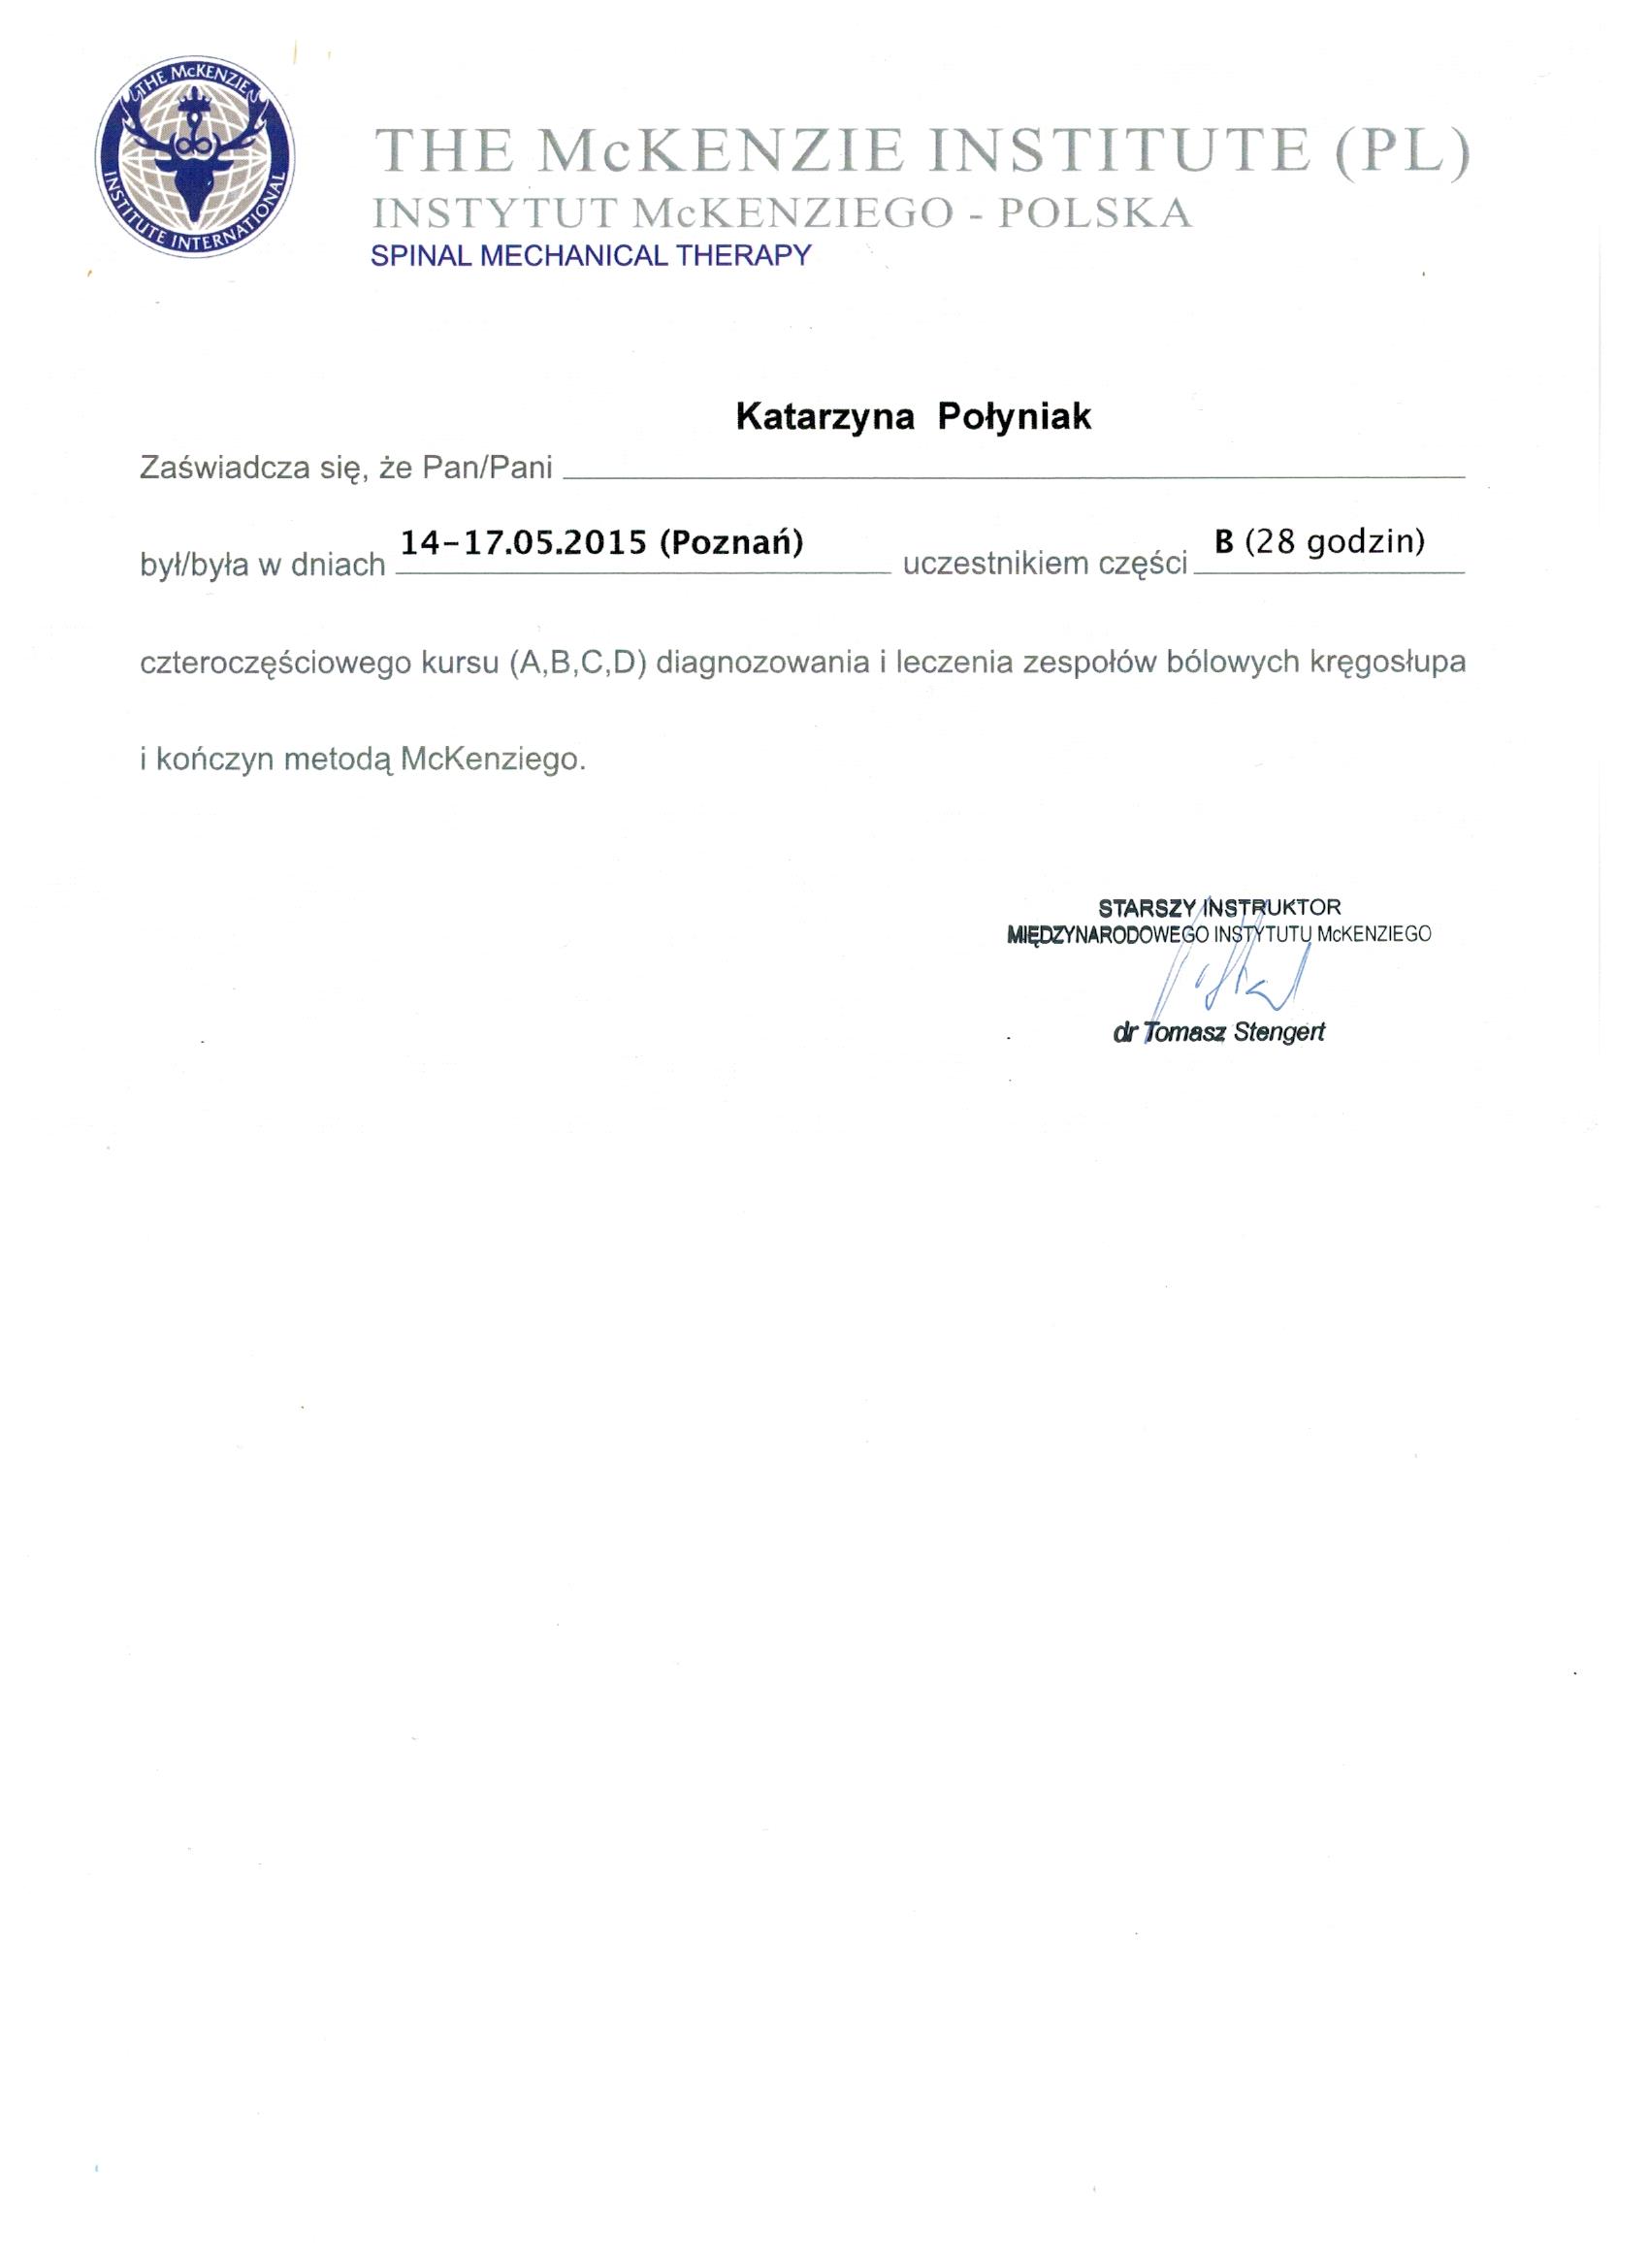 THE McKENZIE
INSTITUTE INTERNATIONAL
THE McKENZIE INSTITUTE (PL)
INSTYTUT McKENZIEGO - POLSKA
SPINAL MECHANICAL THERAPY
Katarzyna Połyniak
Zaświadcza się, że Pan/Pani
był/była w dniach 14-17.05.2015 (Poznań) uczestnikiem części B (28 godzin)
czteroczęściowego kursu (A,B,C,D) diagnozowania i leczenia zespołów bólowych kręgosłupa
i kończyn metodą McKenziego.
STARSZY INSTRUKTOR
MIĘDZYNARODOWEGO INSTYTUTU McKENZIEGO
dr Tomasz Stengert